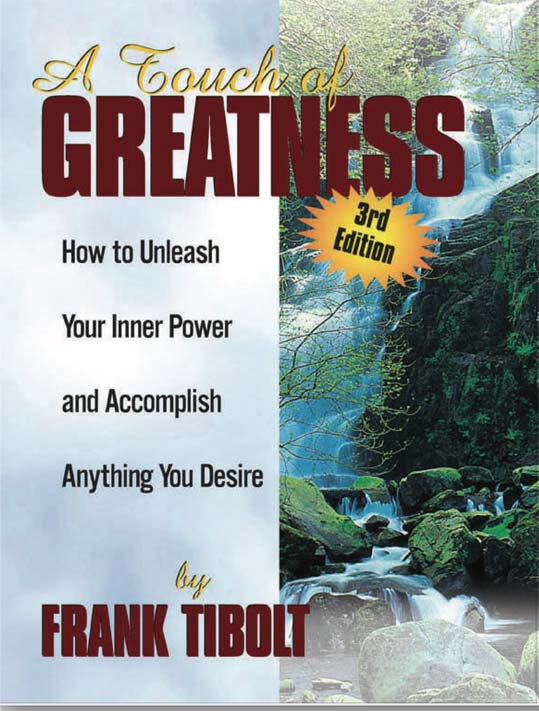 A Touch of
GREATNESS
3rd
Edition
How to Unleash
Your Inner Power
and Accomplish
Anything You Desire
by
FRANK TIBOLT